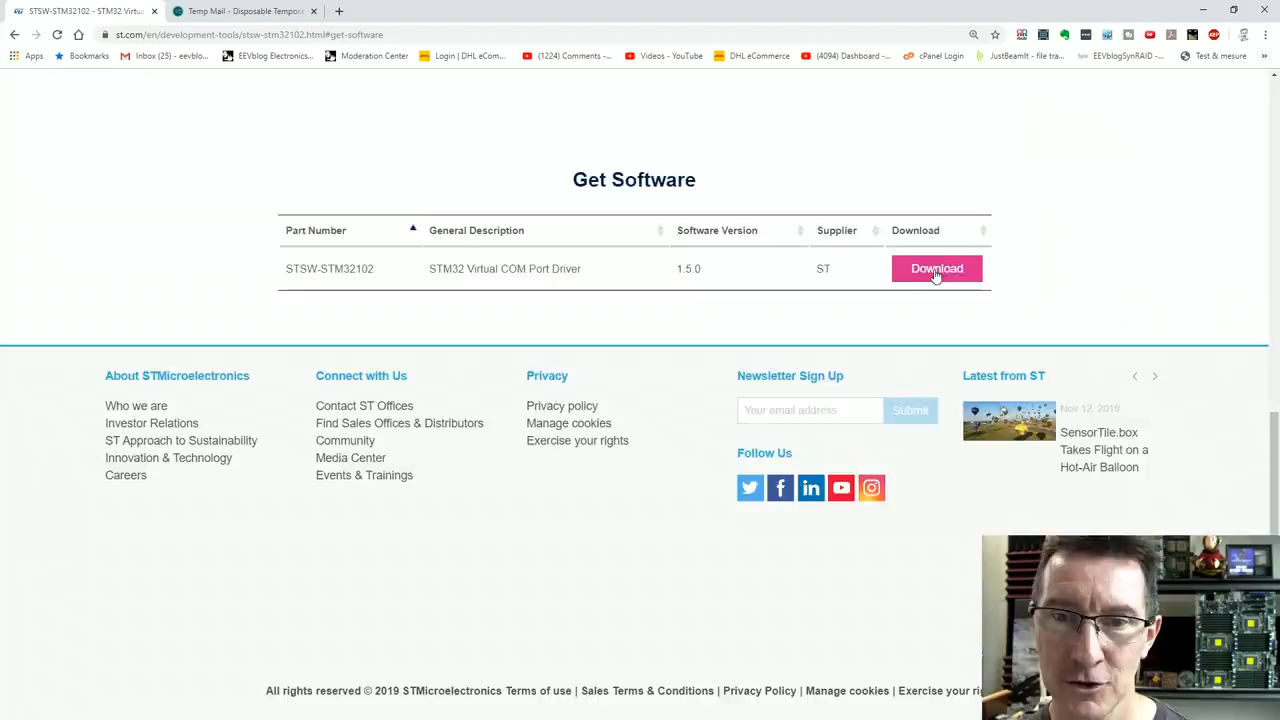 STSW-STM32102 - STM32 Virtua
Temp Mail - Disposable Tempora
st.com/en/development-tools/stsw-stm32102.html#get-software
Apps
Bookmarks
Inbox (25) - eevblo...
EEVblog Electronics...
Moderation Center
Login | DHL eCom...
(1224) Comments -...
Videos - YouTube
DHL eCommerce
(4094) Dashboard -...
cPanel Login
JustBeamIt - file tra...
EEVblogSynRAID -...
Test & mesure
Get Software
Part Number
General Description
Software Version
Supplier
Download
STSW-STM32102
STM32 Virtual COM Port Driver
1.5.0
ST
Download
About STMicroelectronics
Who we are
Investor Relations
ST Approach to Sustainability
Innovation & Technology
Careers
Connect with Us
Contact ST Offices
Find Sales Offices & Distributors
Community
Media Center
Events & Trainings
Privacy
Privacy policy
Manage cookies
Exercise your rights
Newsletter Sign Up
Your email address
Submit
Follow Us
Latest from ST
Nov 12, 2019
SensorTile.box
Takes Flight on a
Hot-Air Balloon
All rights reserved © 2019 STMicroelectronics Terms of use | Sales Terms & Conditions | Privacy Policy | Manage cookies | Exercise your rig